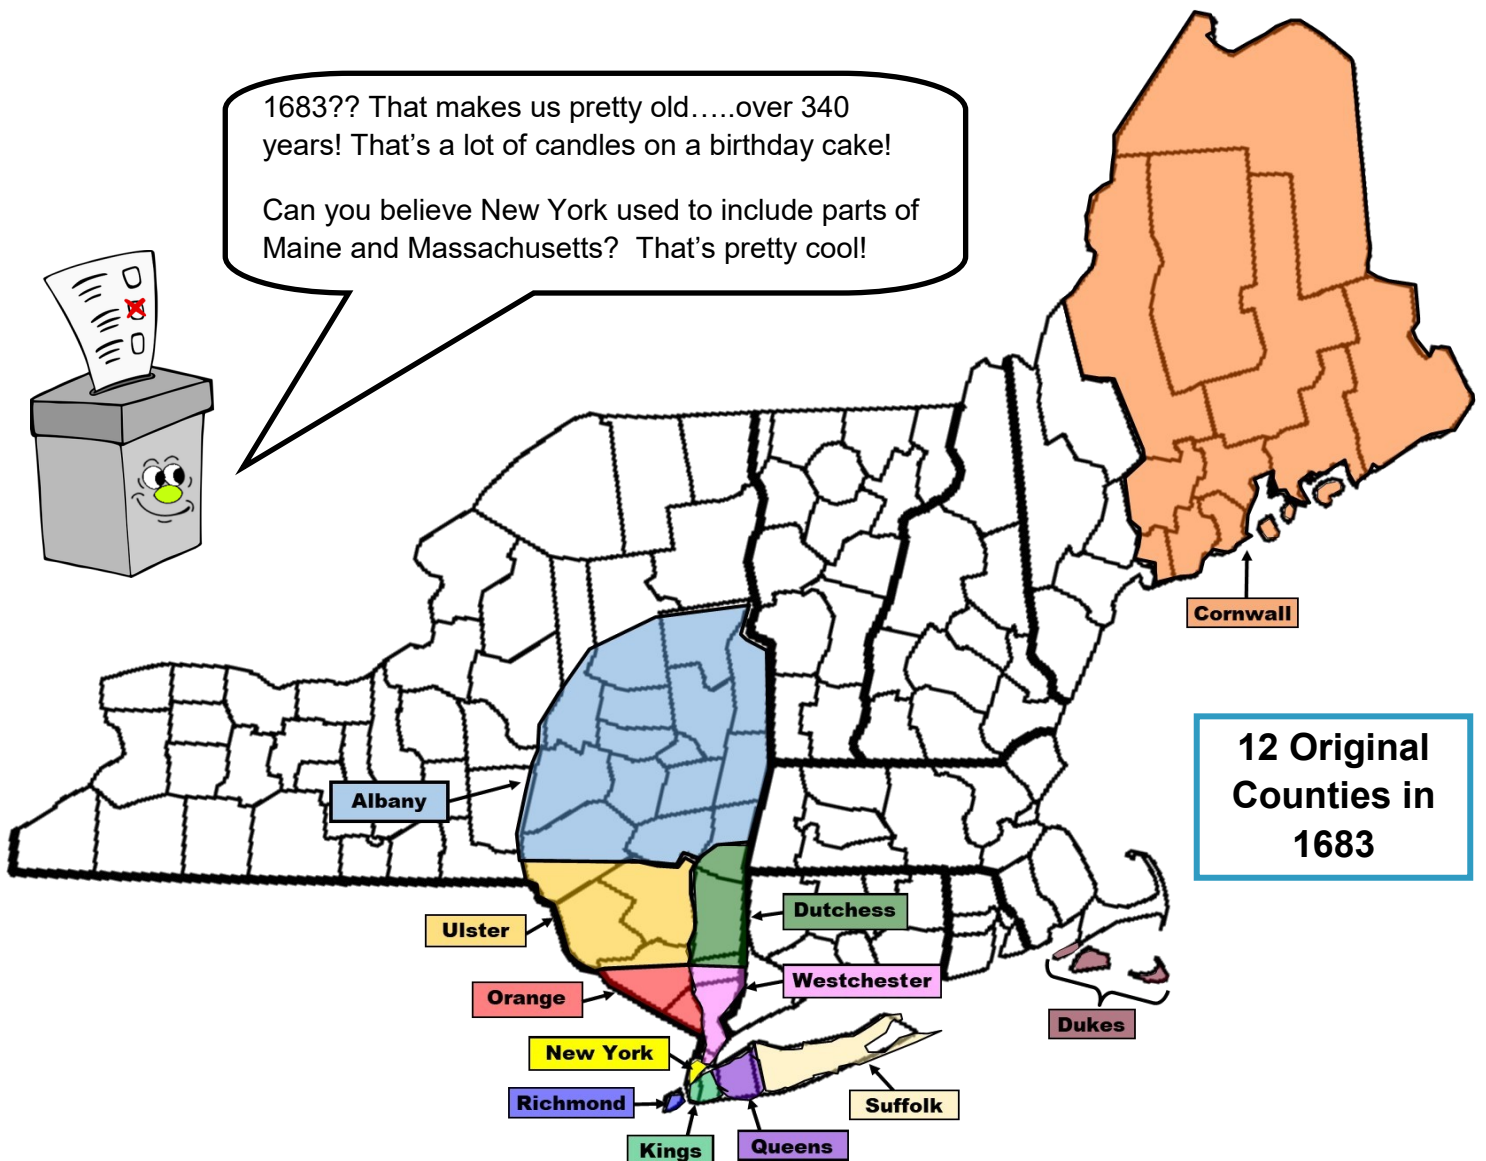 1683?? That makes us pretty old…..over 340
years! That’s a lot of candles on a birthday cake!
Can you believe New York used to include parts of
Maine and Massachusetts?  That’s pretty cool!
Cornwall
12 Original
Counties in
1683
Albany
Dutchess
Ulster
Westchester
Orange
Dukes
New York
Richmond
Suffolk
Kings
Queens